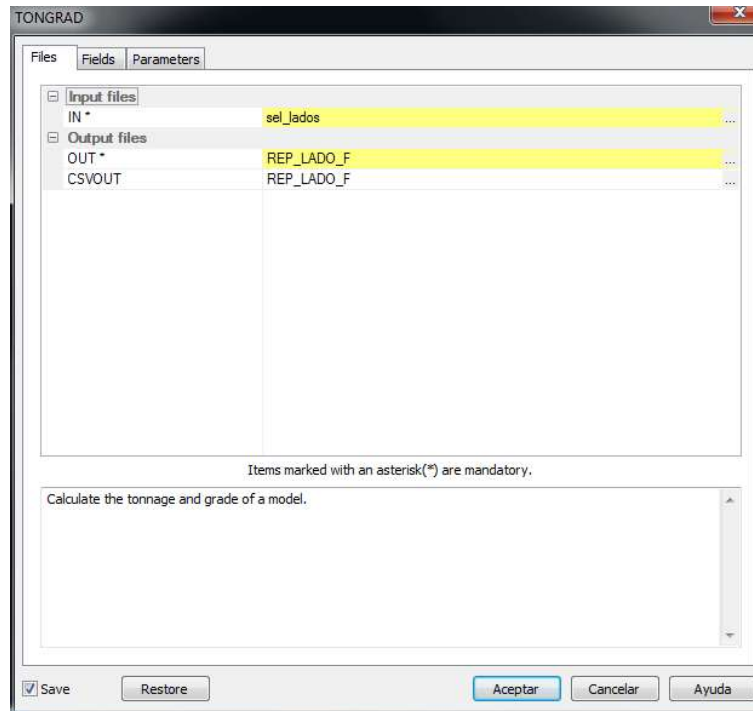 TONGRAD
Files Fields Parameters
Input files
IN * sel_lados ...
Output files
OUT * REP_LADO_F ...
CSVOUT REP_LADO_F ...
Items marked with an asterisk(*) are mandatory.
Calculate the tonnage and grade of a model.
Save Restore Aceptar Cancelar Ayuda